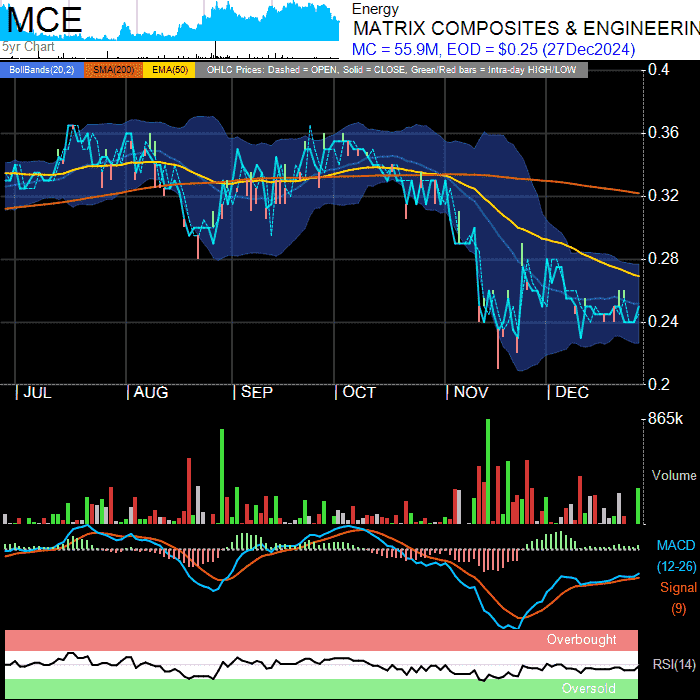 MCE
5yr Chart
Energy
MATRIX COMPOSITES & ENGINEERIN
MC = 55.9M, EOD = $0.25 (27Dec2024)
BollBands(20,2) SMA(200) EMA(50) OHLC Prices: Dashed = OPEN, Solid = CLOSE, Green/Red bars = Intra-day HIGH/LOW
0.4
0.36
0.32
0.28
0.24
0.2
JUL AUG SEP OCT NOV DEC
865k
Volume
MACD
(12-26)
Signal
(9)
Overbought
RSI(14)
Oversold